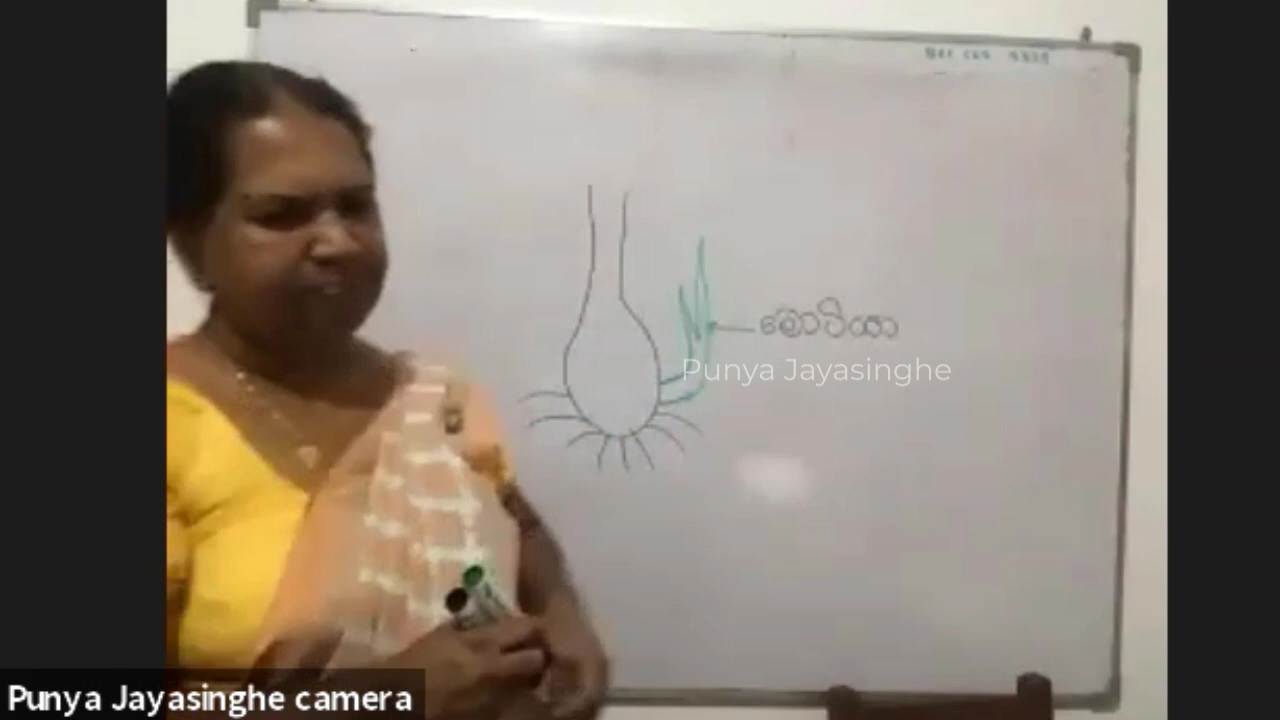 මොටියා
Punya Jayasinghe
Punya Jayasinghe camera